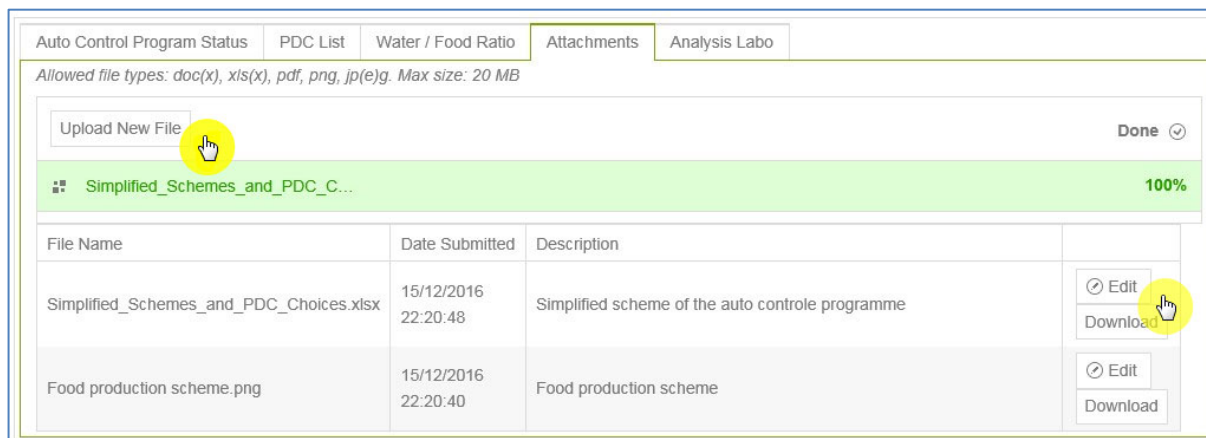 Auto Control Program Status PDC List Water / Food Ratio Attachments Analysis Labo
Allowed file types: doc(x), xls(x), pdf, png, jp(e)g. Max size: 20 MB
Upload New File
Done
Simplified_Schemes_and_PDC_C... 100%
File Name Date Submitted Description
Simplified_Schemes_and_PDC_Choices.xlsx 15/12/2016 22:20:48 Simplified scheme of the auto controle programme Edit Download
Food production scheme.png 15/12/2016 22:20:40 Food production scheme Edit Download